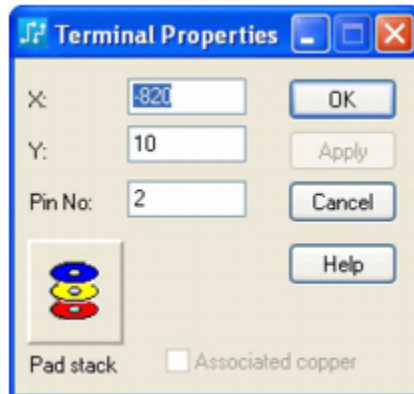 Terminal Properties
X: -820 OK
Y: 10 Apply
Pin No: 2 Cancel
Help
Pad stack Associated copper